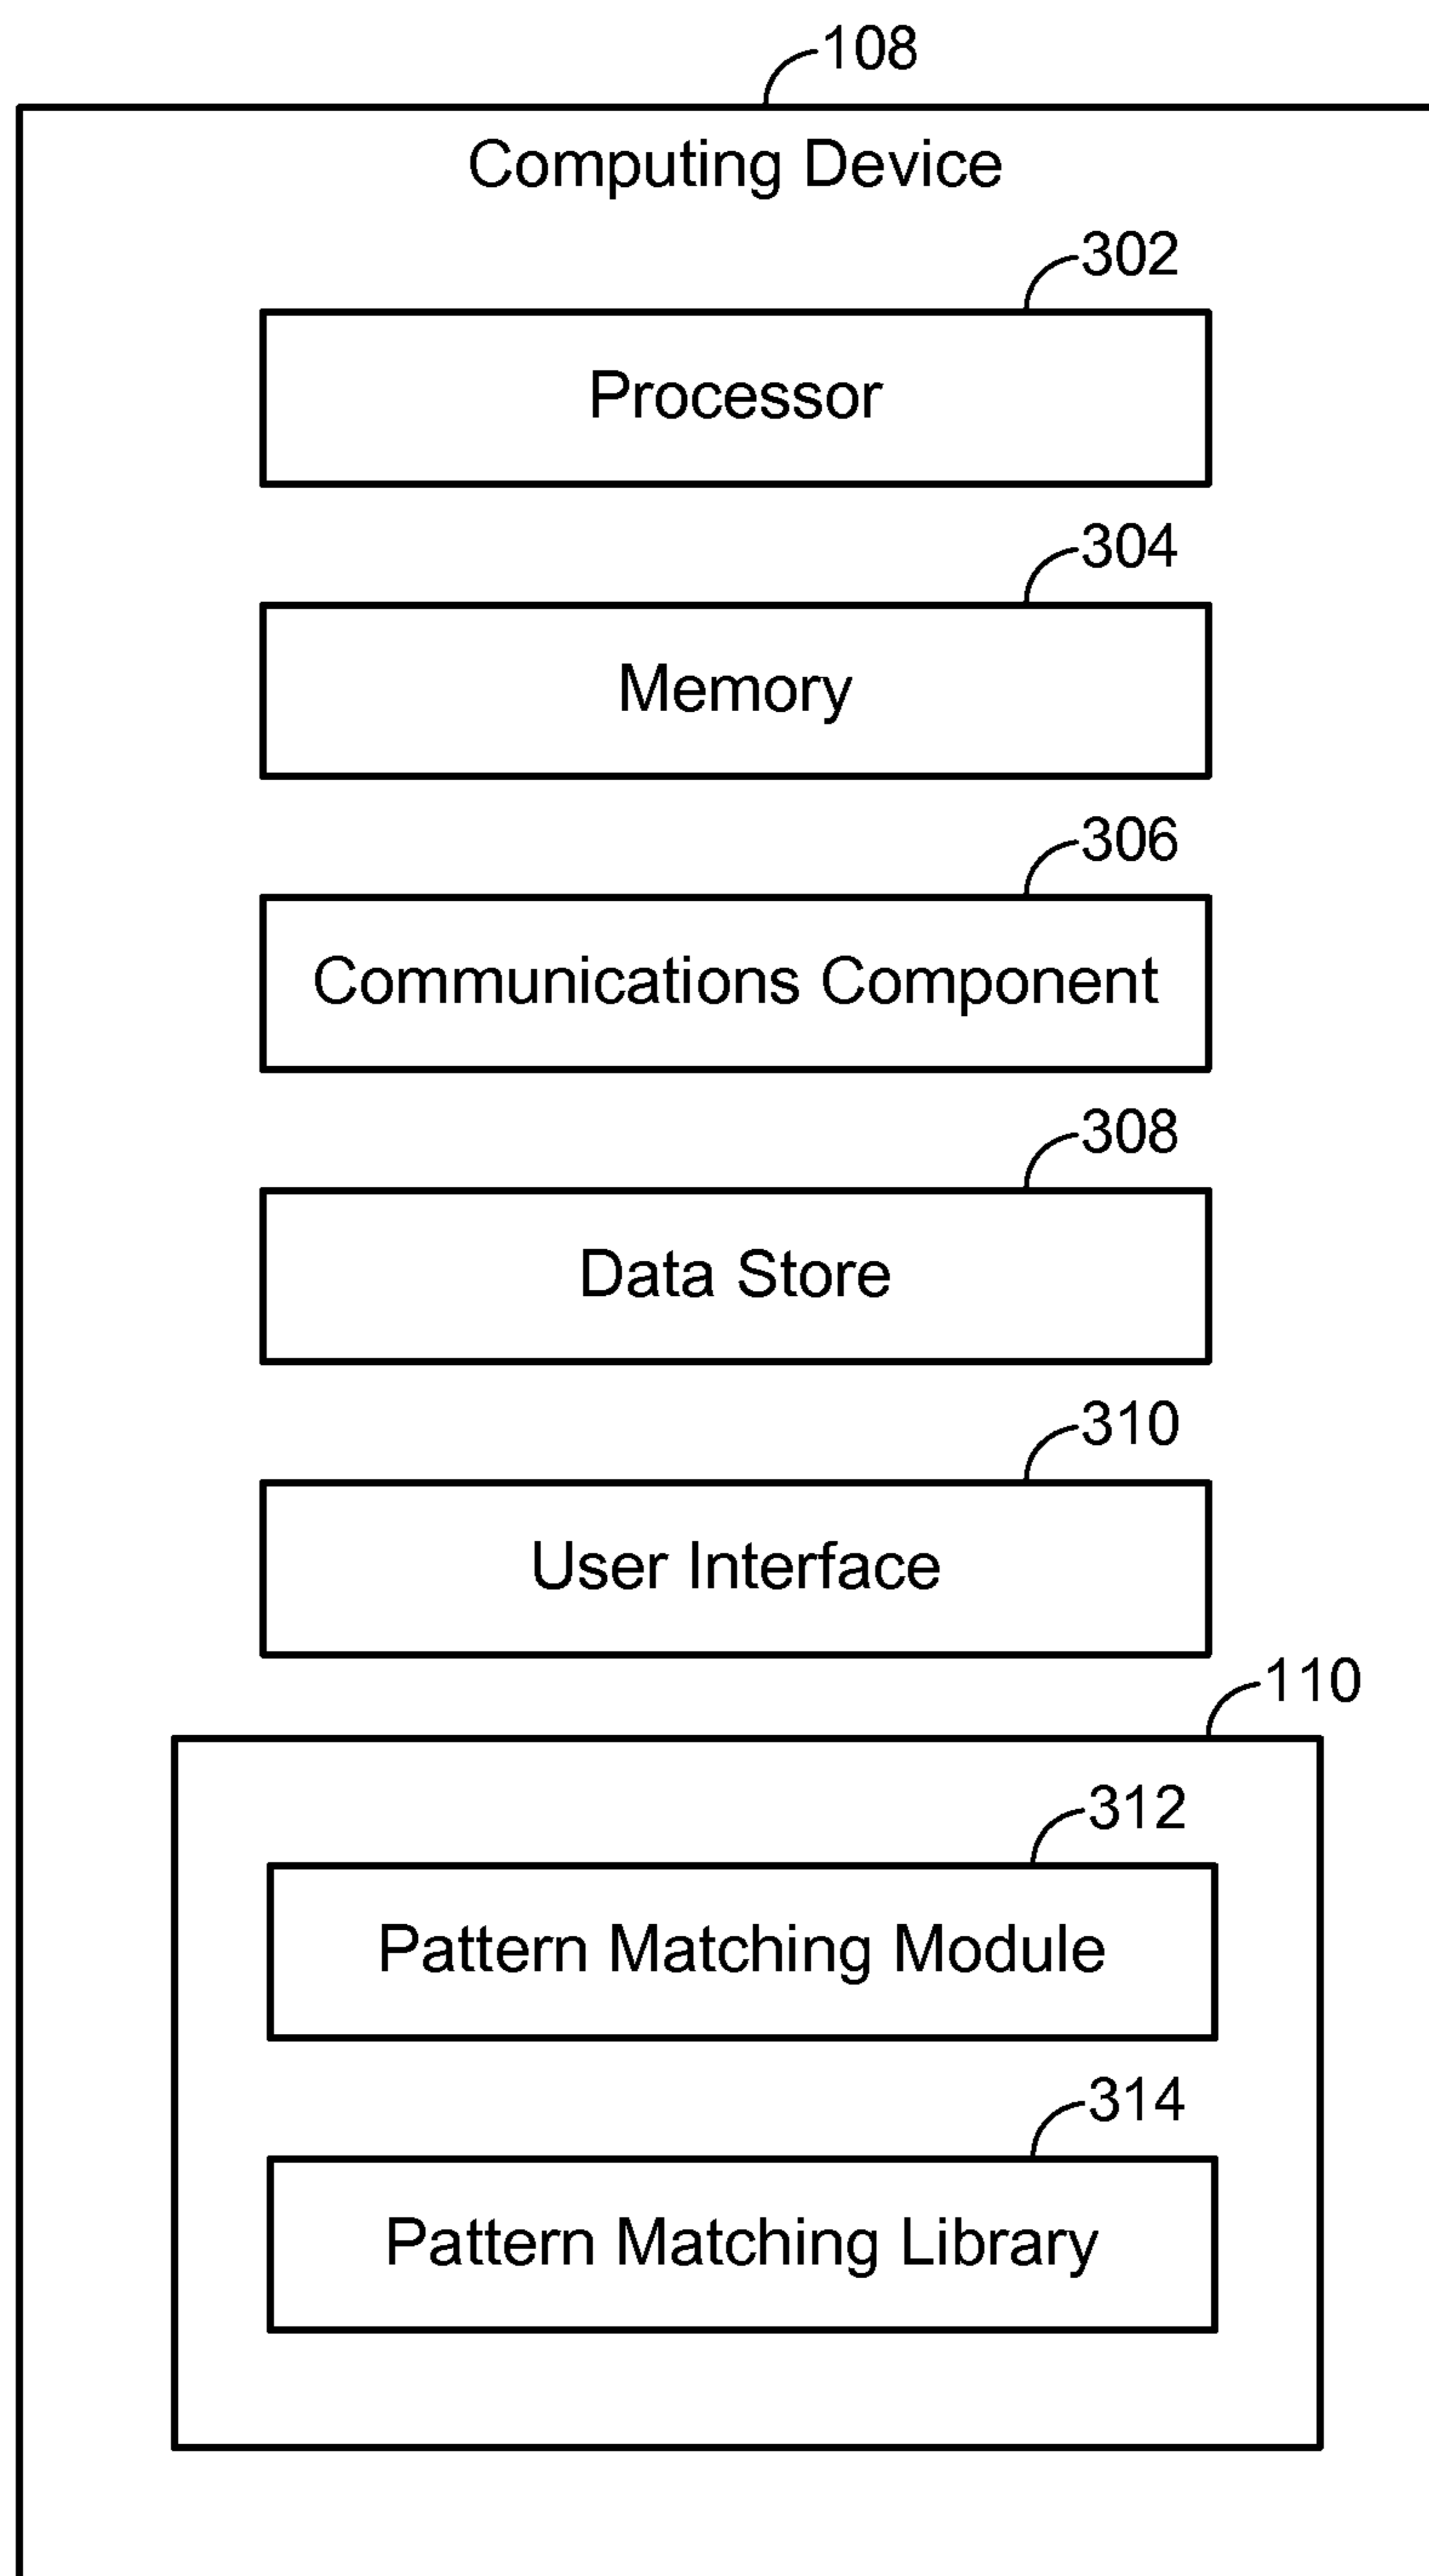 108
Computing Device
302
Processor
304
Memory
306
Communications Component
308
Data Store
310
User Interface
110
312
Pattern Matching Module
314
Pattern Matching Library